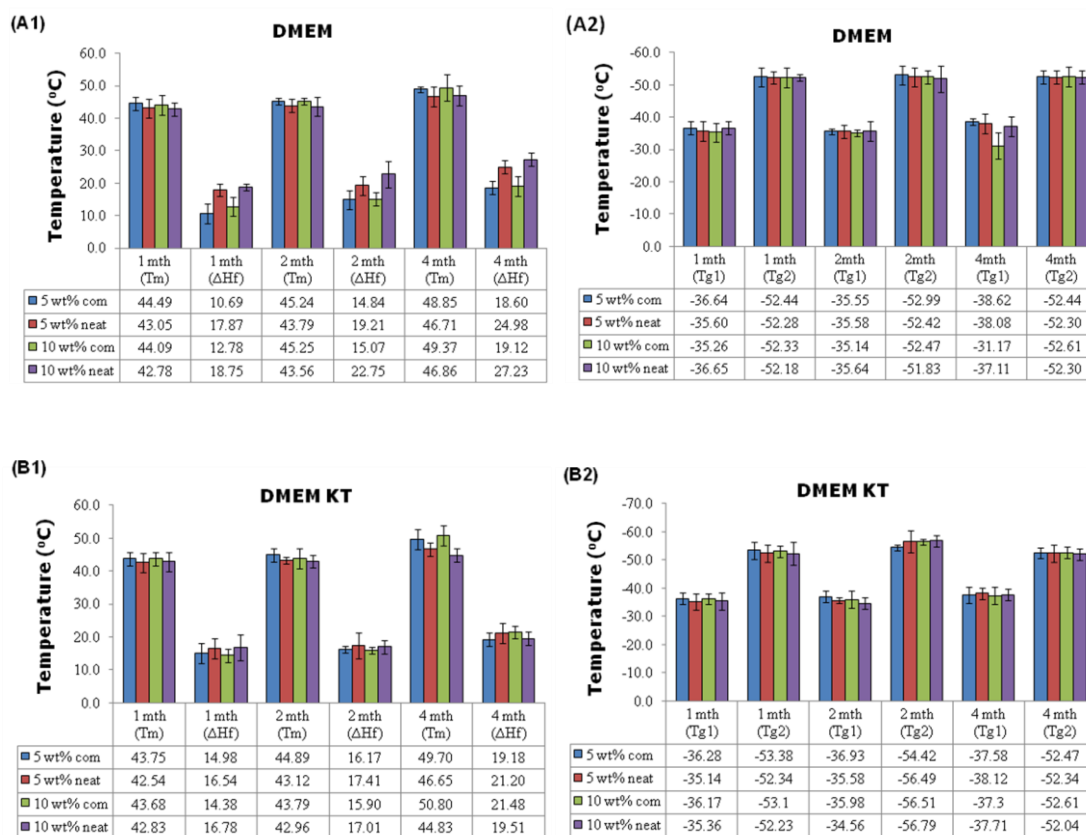 (A1)
DMEM
Temperature (°C)
60.0
50.0
40.0
30.0
20.0
10.0
0.0
1 mth (Tm) 1 mth (ΔHf) 2 mth (Tm) 2 mth (ΔHf) 4 mth (Tm) 4 mth (ΔHf)
5 wt% com 44.49 10.69 45.24 14.84 48.85 18.60
5 wt% neat 43.05 17.87 43.79 19.21 46.71 24.98
10 wt% com 44.09 12.78 45.25 15.07 49.37 19.12
10 wt% neat 42.78 18.75 43.56 22.75 46.86 27.23
(A2)
DMEM
Temperature (°C)
-60.0
-50.0
-40.0
-30.0
-20.0
-10.0
0.0
1 mth (Tg1) 1 mth (Tg2) 2mth (Tg1) 2mth (Tg2) 4mth (Tg1) 4mth (Tg2)
5 wt% com -36.64 -52.44 -35.55 -52.99 -38.62 -52.44
5 wt% neat -35.60 -52.28 -35.58 -52.42 -38.08 -52.30
10 wt% com -35.26 -52.33 -35.14 -52.47 -31.17 -52.61
10 wt% neat -36.65 -52.18 -35.64 -51.83 -37.11 -52.30
(B1)
DMEM KT
Temperature (°C)
60.0
50.0
40.0
30.0
20.0
10.0
0.0
1 mth (Tm) 1 mth (ΔHf) 2 mth (Tm) 2 mth (ΔHf) 4 mth (Tm) 4 mth (ΔHf)
5 wt% com 43.75 14.98 44.89 16.17 49.70 19.18
5 wt% neat 42.54 16.54 43.12 17.41 46.65 21.20
10 wt% com 43.68 14.38 43.79 15.90 50.80 21.48
10 wt% neat 42.83 16.78 42.96 17.01 44.83 19.51
(B2)
DMEM KT
Temperature (°C)
-70.0
-60.0
-50.0
-40.0
-30.0
-20.0
-10.0
0.0
1 mth (Tg1) 1 mth (Tg2) 2 mth (Tg1) 2 mth (Tg2) 4 mth (Tg1) 4 mth (Tg2)
5 wt% com -36.28 -53.38 -36.93 -54.42 -37.58 -52.47
5 wt% neat -35.14 -52.34 -35.58 -56.49 -38.12 -52.34
10 wt% com -36.17 -53.1 -35.98 -56.51 -37.3 -52.61
10 wt% neat -35.36 -52.23 -34.56 -56.79 -37.71 -52.04